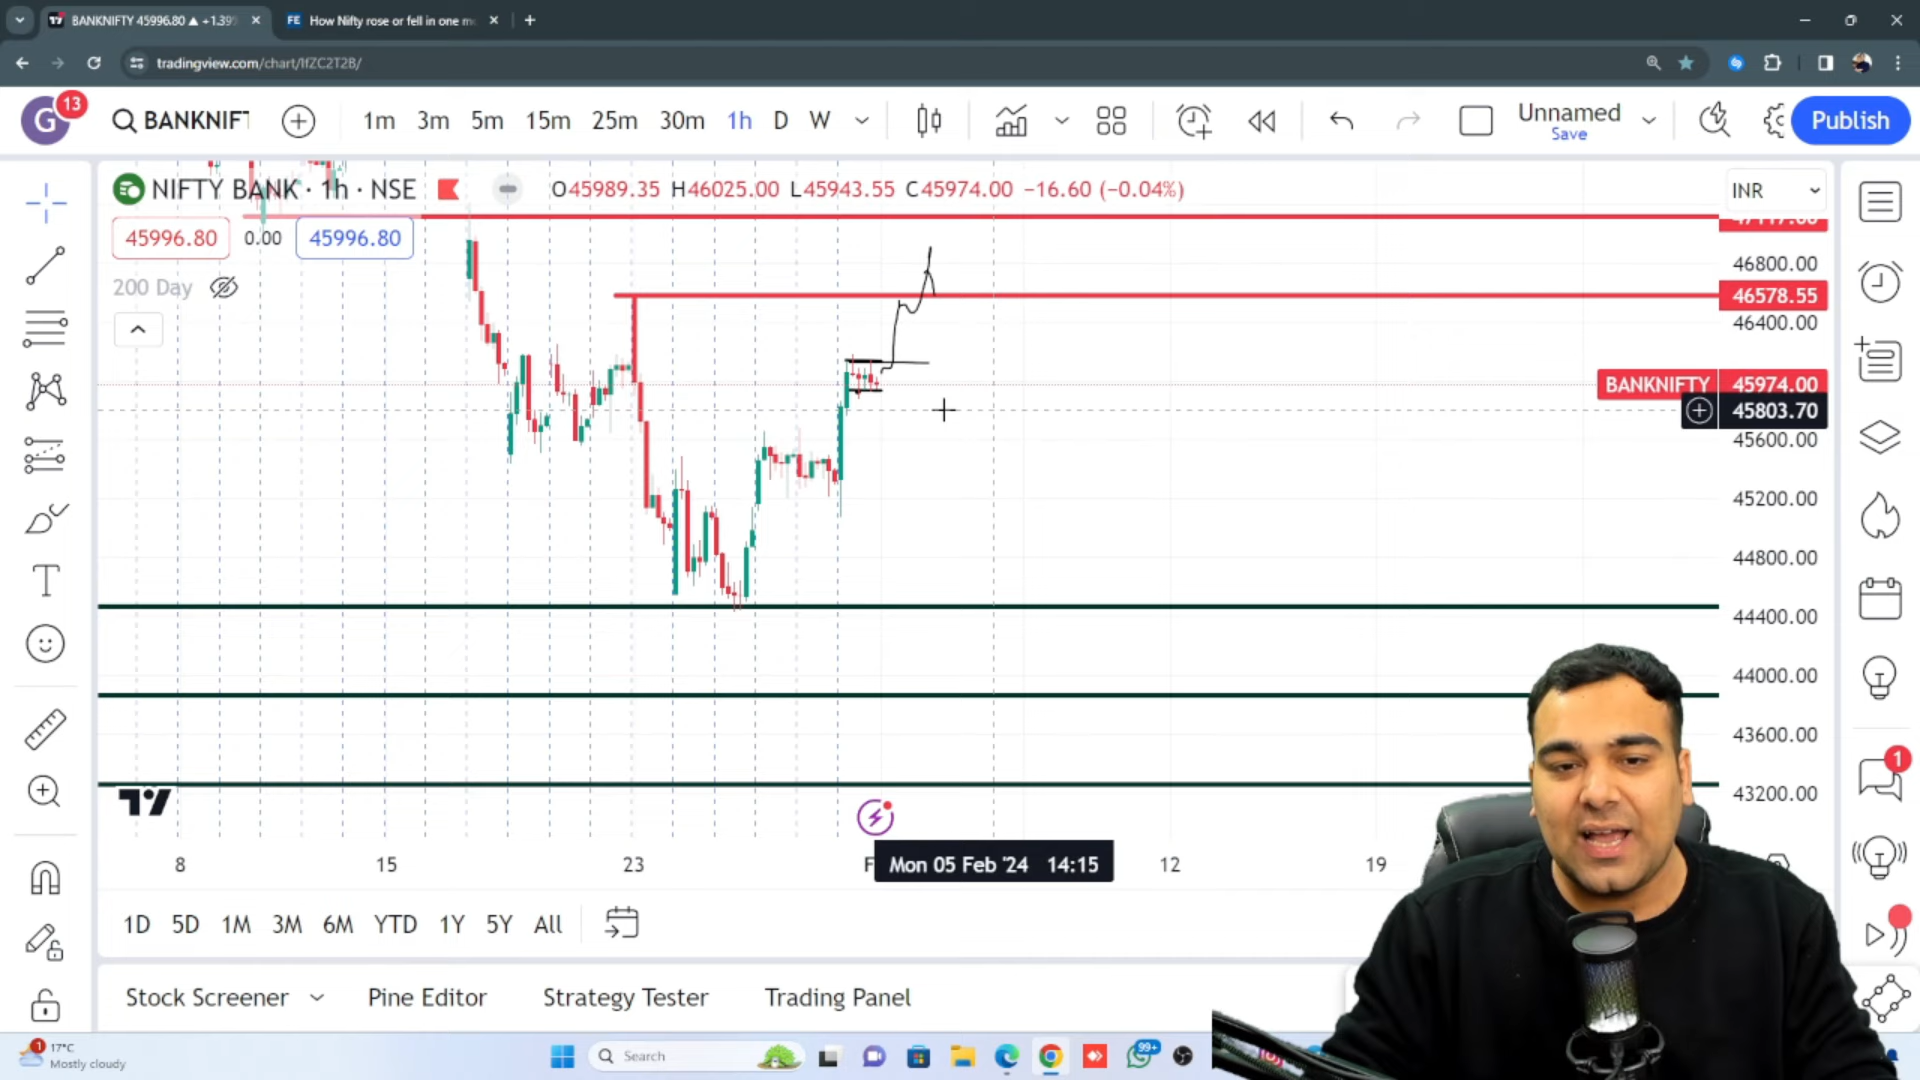 BANKNIFTY 45996.80 ▲ +1.39%
How Nifty rose or fell in one m
tradingview.com/chart/lfZC2T2B/
G 13
BANKNIFT 1m 3m 5m 15m 25m 30m 1h D W
Unnamed
Save
Publish
NIFTY BANK · 1h · NSE O45989.35 H46025.00 L45943.55 C45974.00 −16.60 (−0.04%)
INR
45996.80 0.00 45996.80
200 Day
46800.00
46578.55
46400.00
BANKNIFTY 45974.00
45803.70
45600.00
45200.00
44800.00
44400.00
44000.00
43600.00
43200.00
1
8 15 23 F Mon 05 Feb '24 14:15 12 19
1D 5D 1M 3M 6M YTD 1Y 5Y All
Stock Screener Pine Editor Strategy Tester Trading Panel
1
17°C
Mostly cloudy
Search
99+